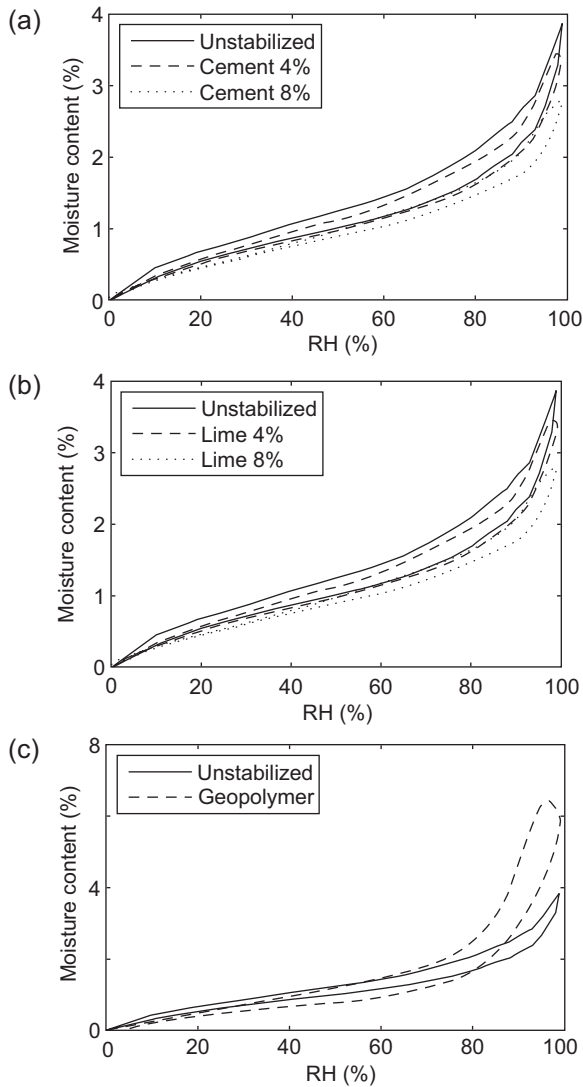 (a)
4
3
2
1
0
Moisture content (%)
Unstabilized
Cement 4%
Cement 8%
0 20 40 60 80 100
RH (%)
(b)
4
3
2
1
0
Moisture content (%)
Unstabilized
Lime 4%
Lime 8%
0 20 40 60 80 100
RH (%)
(c)
8
4
0
Moisture content (%)
Unstabilized
Geopolymer
0 20 40 60 80 100
RH (%)